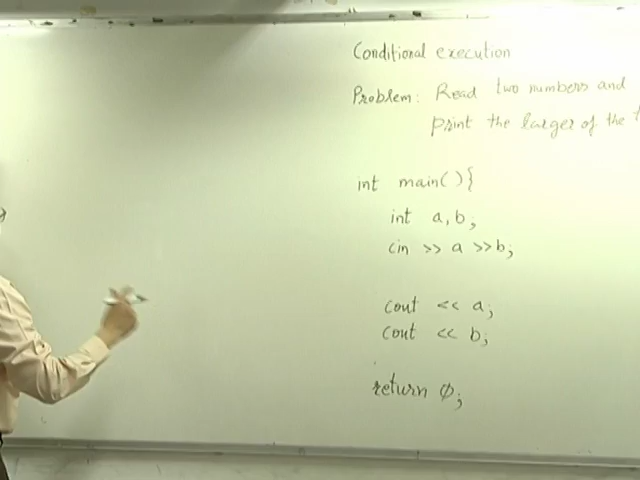 Conditional execution
Problem: Read two numbers and
print the larger of the
int main(){
int a,b;
cin >> a >>b;
cout << a;
cout << b;
return 0;